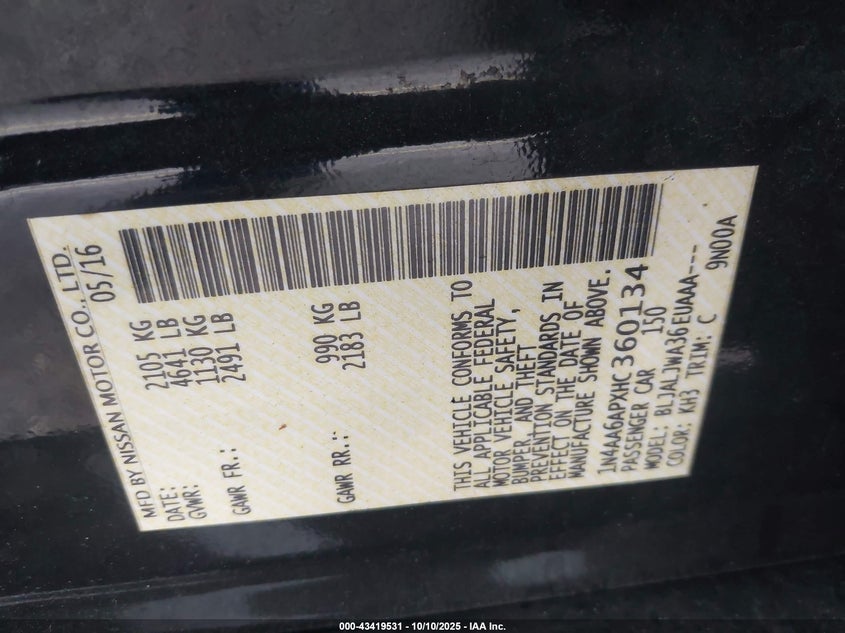 MFD BY NISSAN MOTOR CO., LTD.
DATE: 05/16
GVWR: 2105 KG
4641 LB
GAWR FR.: 1130 KG
2491 LB
GAWR RR.: 990 KG
2183 LB
THIS VEHICLE CONFORMS TO
ALL APPLICABLE FEDERAL
MOTOR VEHICLE SAFETY,
BUMPER, AND THEFT
PREVENTION STANDARDS IN
EFFECT ON THE DATE OF
MANUFACTURE SHOWN ABOVE.
1N4AA6APXHC360134
PASSENGER CAR 150
MODEL: BLJALJWA36EUAAA---
COLOR: KH3 TRIM: C 9N00A
000-43419531 - 10/10/2025 - IAA Inc.